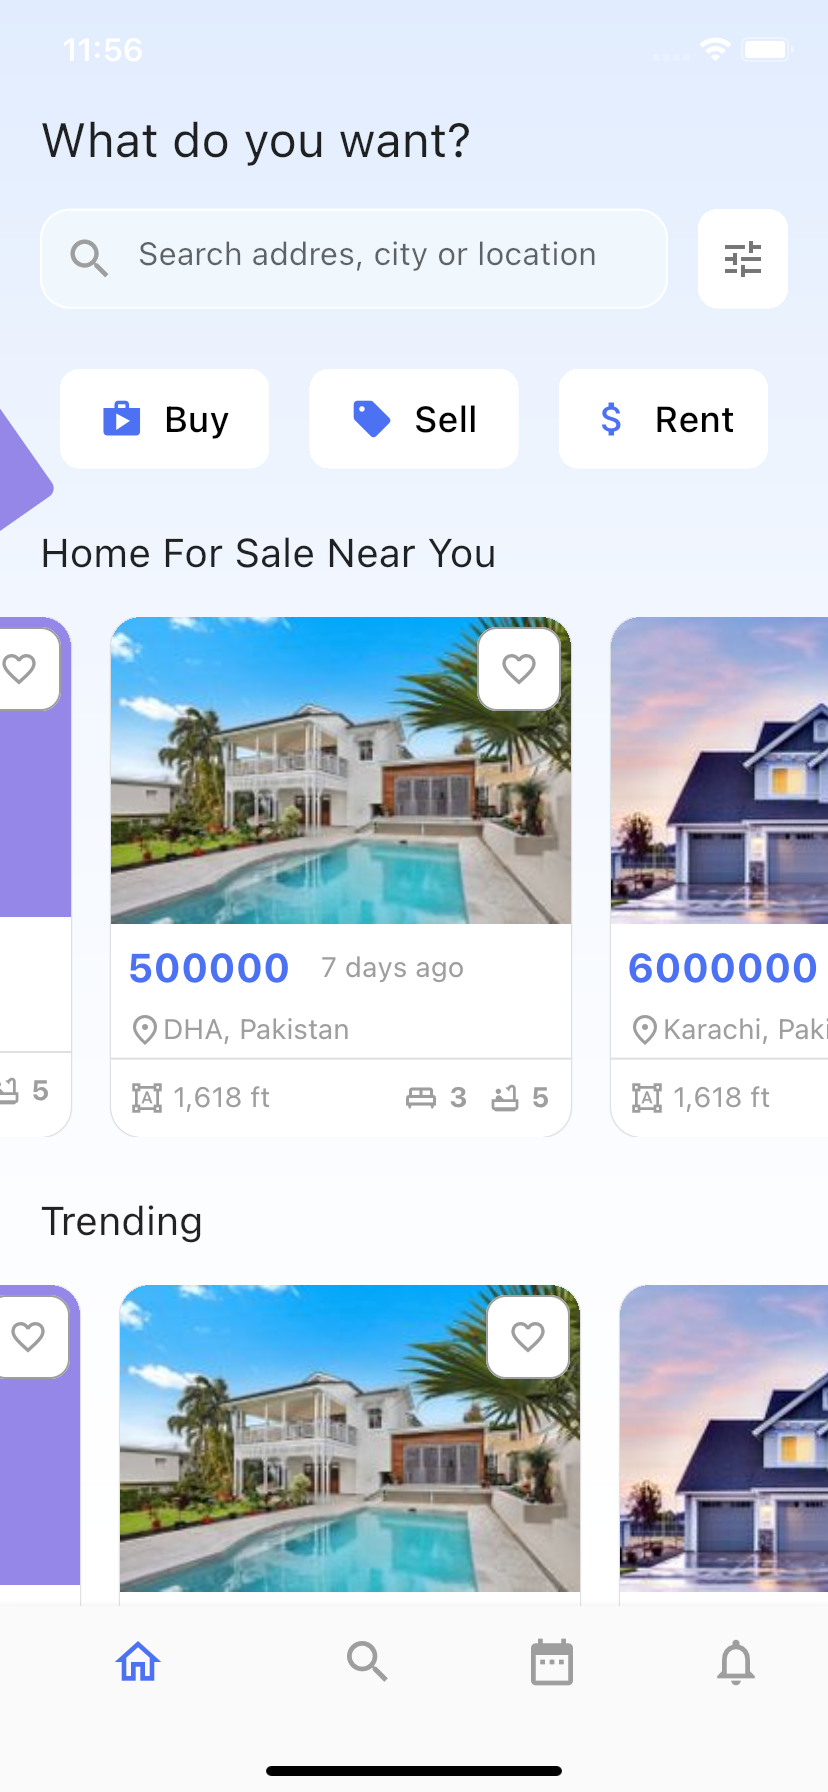 11:56
What do you want?
Search addres, city or location
Buy
Sell
Rent
Home For Sale Near You
500000 7 days ago
6000000
DHA, Pakistan
Karachi, Paki
5
A 1,618 ft 3 5
A 1,618 ft
Trending